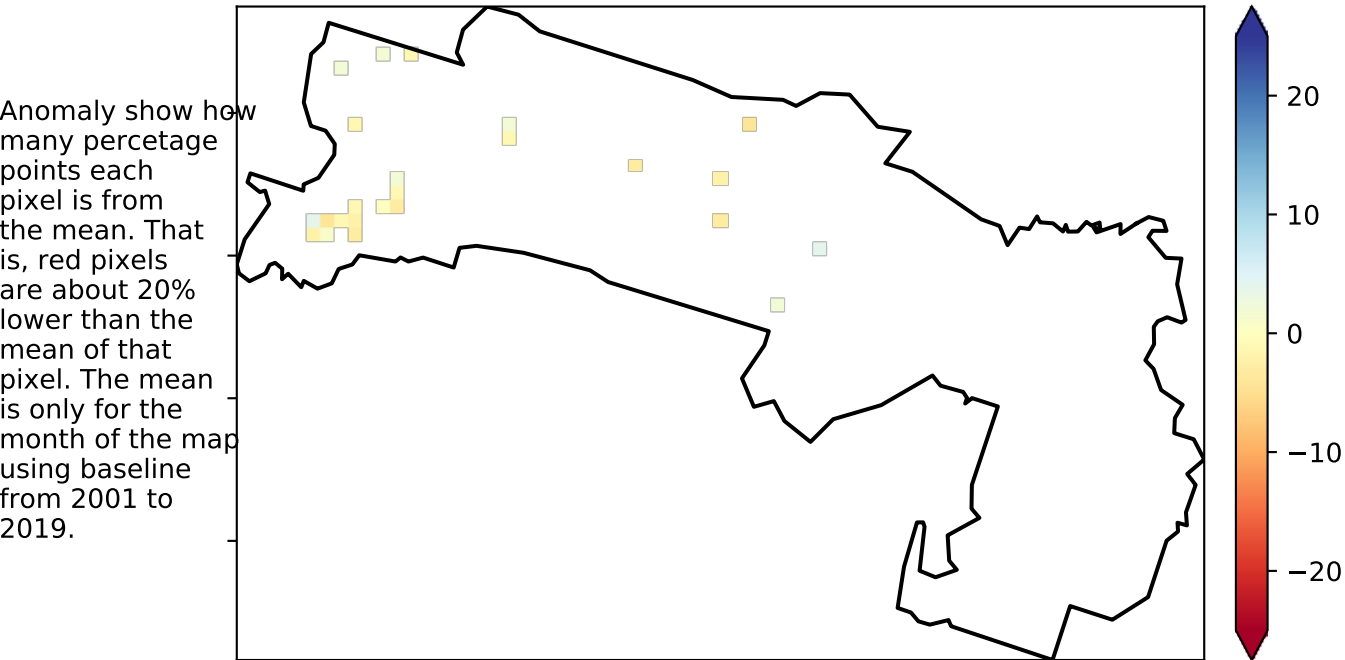 Anomaly show how
many percetage
points each
pixel is from
the mean. That
is, red pixels
are about 20%
lower than the
mean of that
pixel. The mean
is only for the
month of the map
using baseline
from 2001 to
2019.
20
10
0
−10
−20